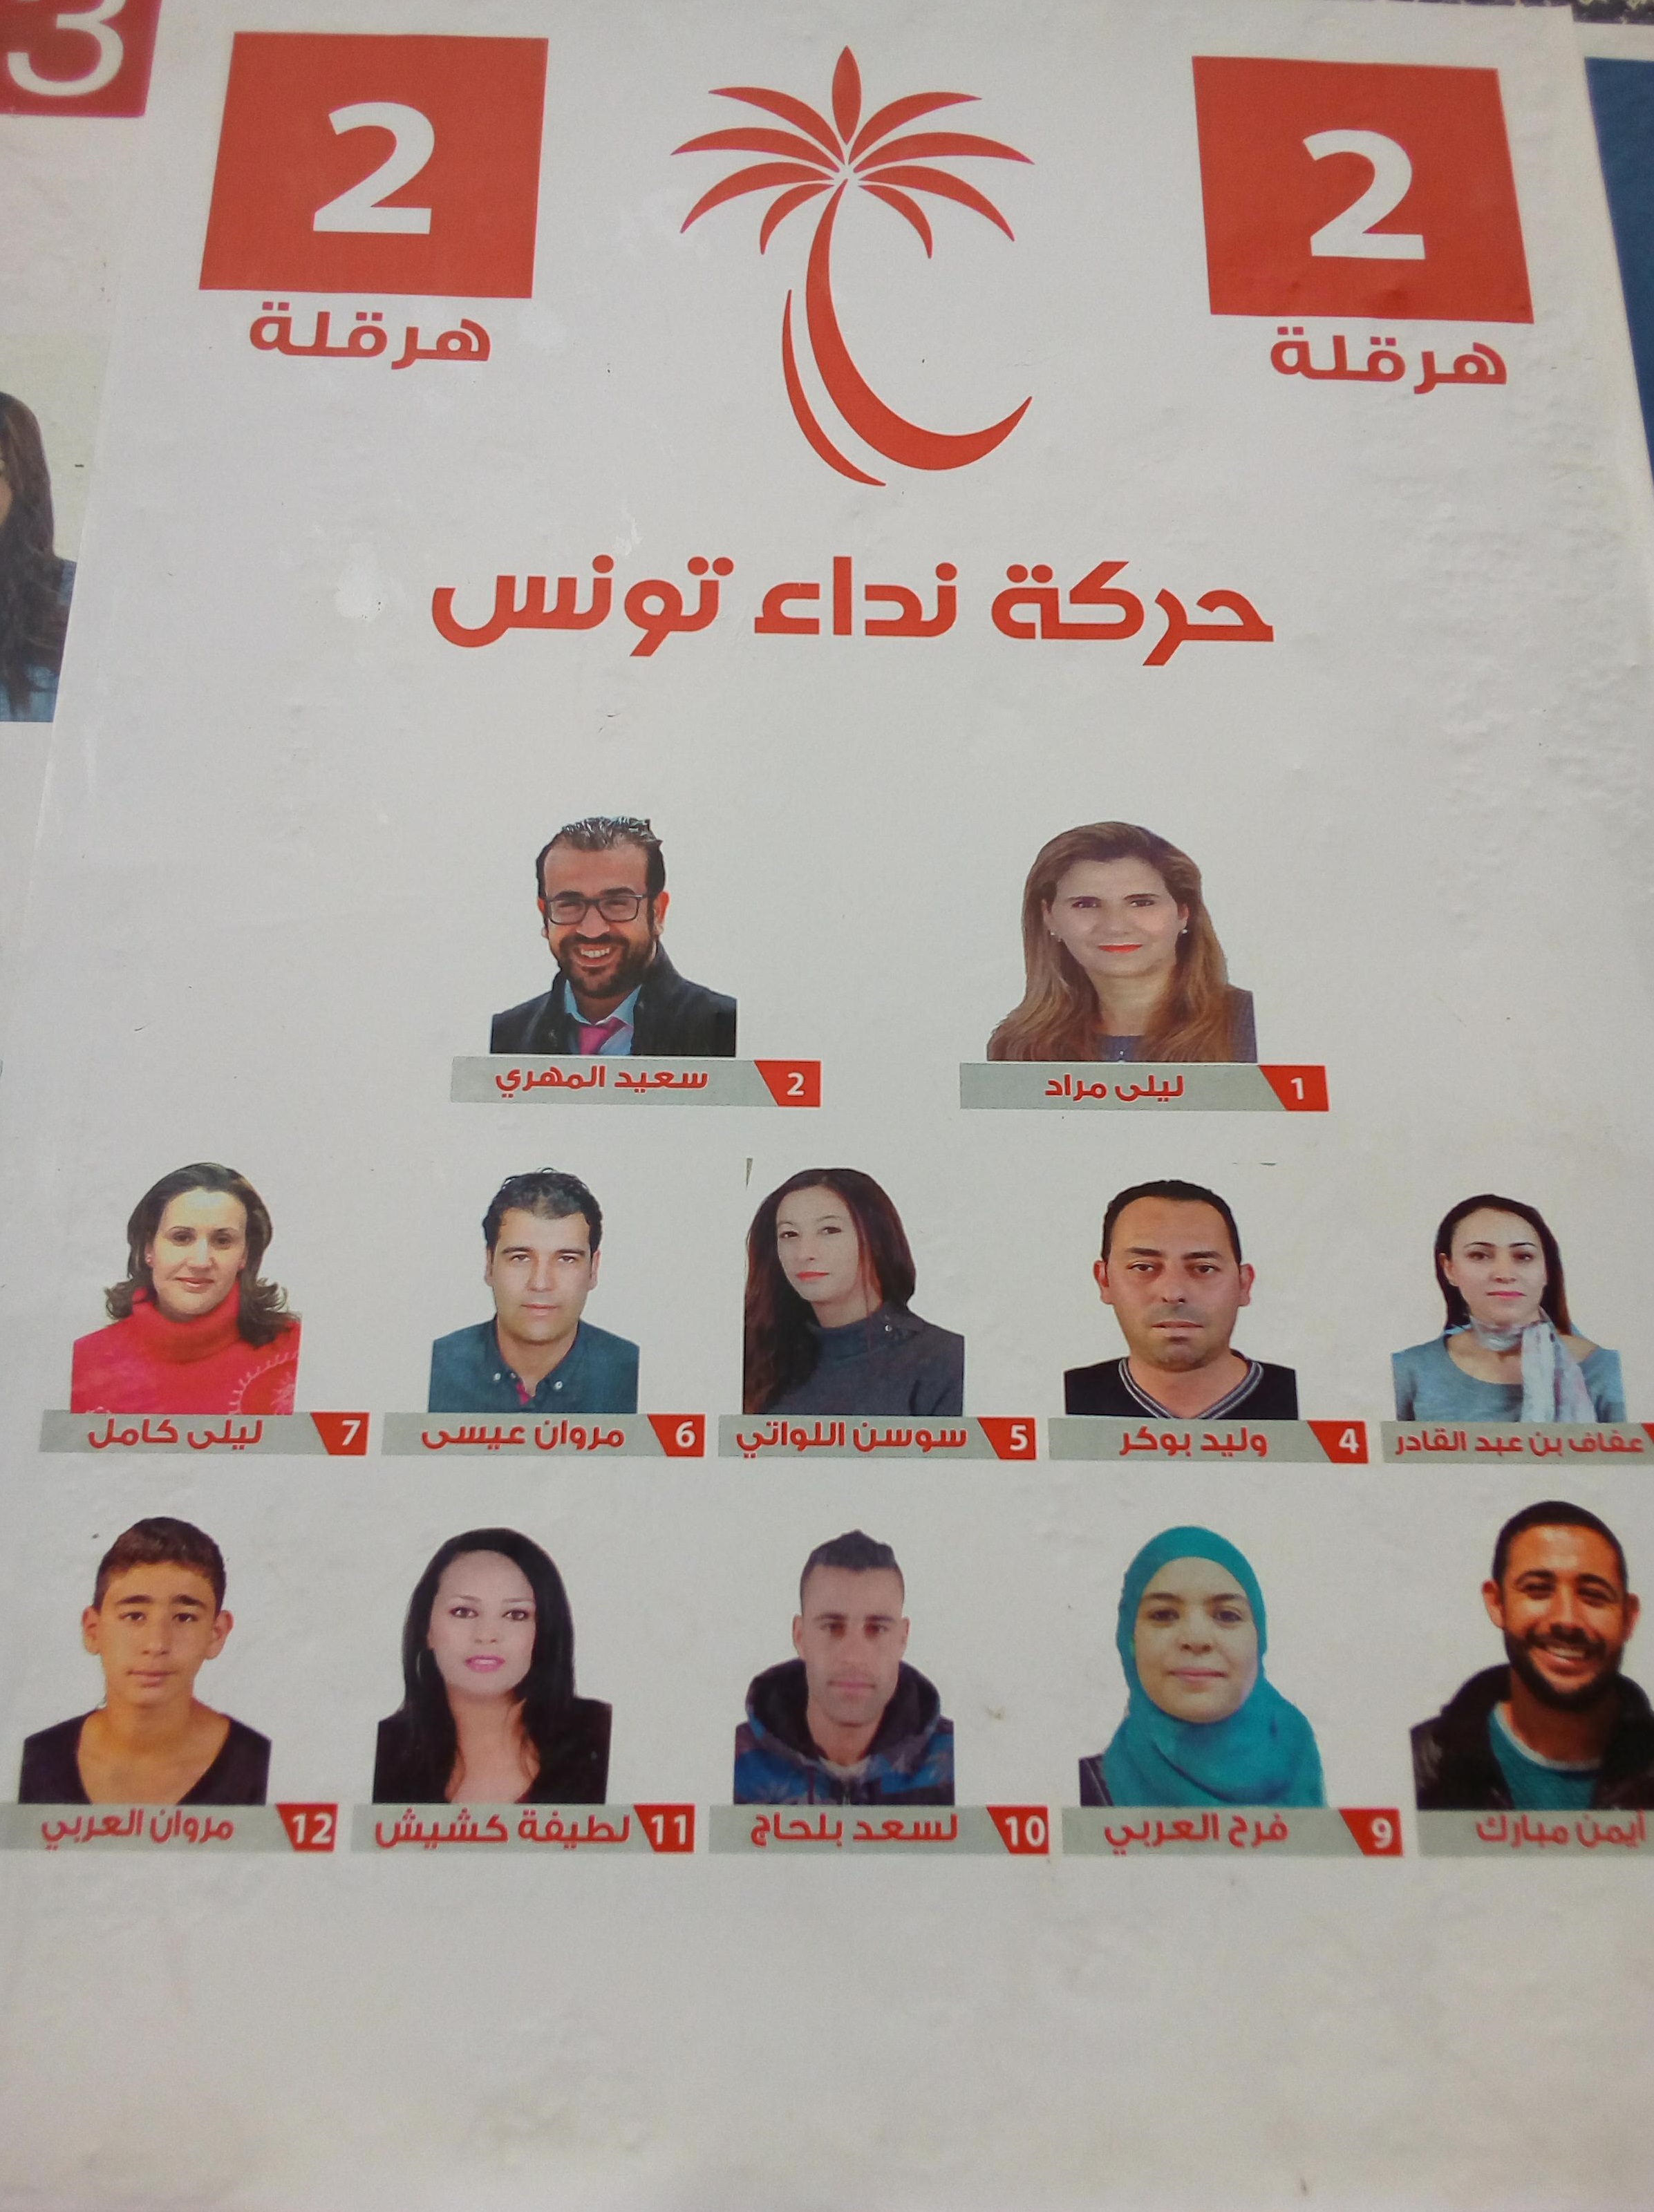 3
2
2
هرقلة
هرقلة
حركة نداء تونس
1 ليلى مراد
2 سعيد المهري
عفاف بن عبد القادر
4 وليد بوكر
5 سوسن اللواتي
6 مروان عيسى
7 ليلى كامل
أيمن مبارك
9 فرح العربي
10 لسعد بلحاج
11 لطيفة كشيش
12 مروان العربي